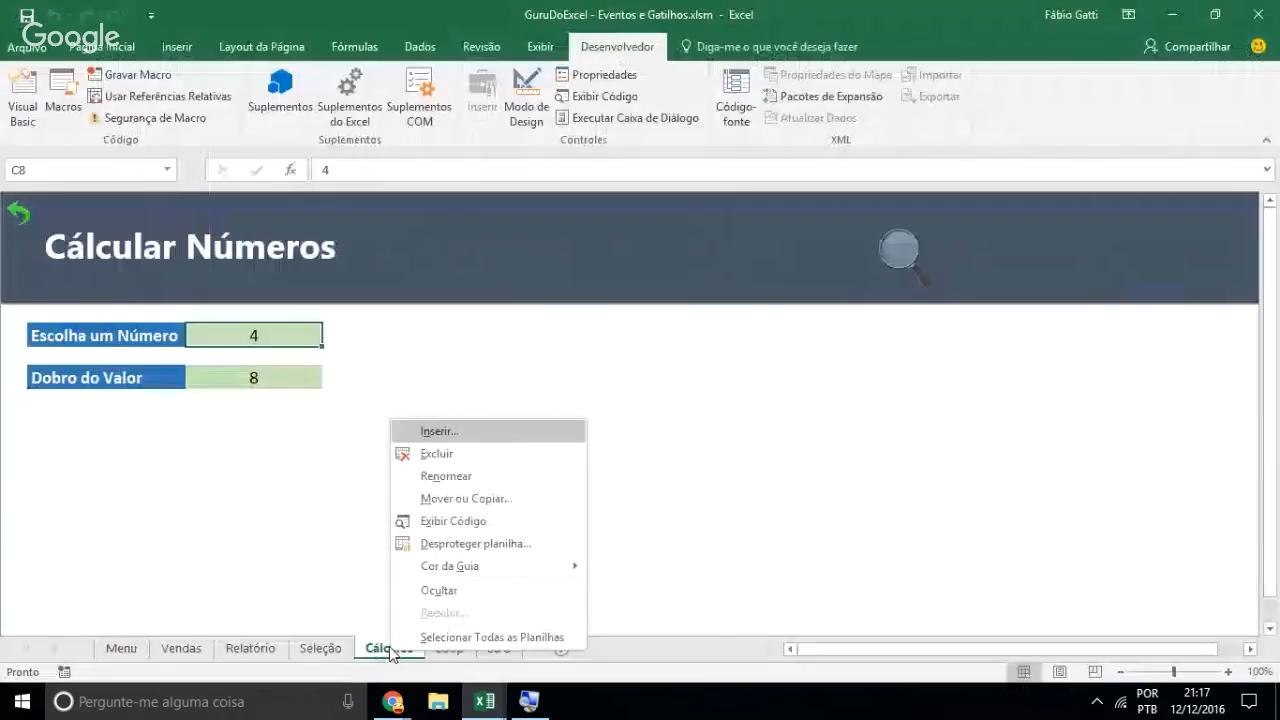 GuruDoExcel - Eventos e Gatilhos.xlsm - Excel
Fábio Gatti
Google
Arquivo Página Inicial Inserir Layout da Página Fórmulas Dados Revisão Exibir Desenvolvedor Diga-me o que você deseja fazer Compartilhar
Visual Basic
Macros
Gravar Macro
Usar Referências Relativas
Segurança de Macro
Código
Suplementos
Suplementos do Excel
Suplementos COM
Suplementos
Inserir
Modo de Design
Propriedades
Exibir Código
Executar Caixa de Diálogo
Controles
Código-fonte
Propriedades do Mapa
Pacotes de Expansão
Atualizar Dados
Importar
Exportar
XML
C8
fx
4
Cálcular Números
Escolha um Número 4
Dobro do Valor 8
Inserir...
Excluir
Renomear
Mover ou Copiar...
Exibir Código
Desproteger planilha...
Cor da Guia
Ocultar
Reexibir...
Selecionar Todas as Planilhas
Menu Vendas Relatório Seleção
Pronto
100%
Pergunte-me alguma coisa
POR
PTB
21:17
12/12/2016